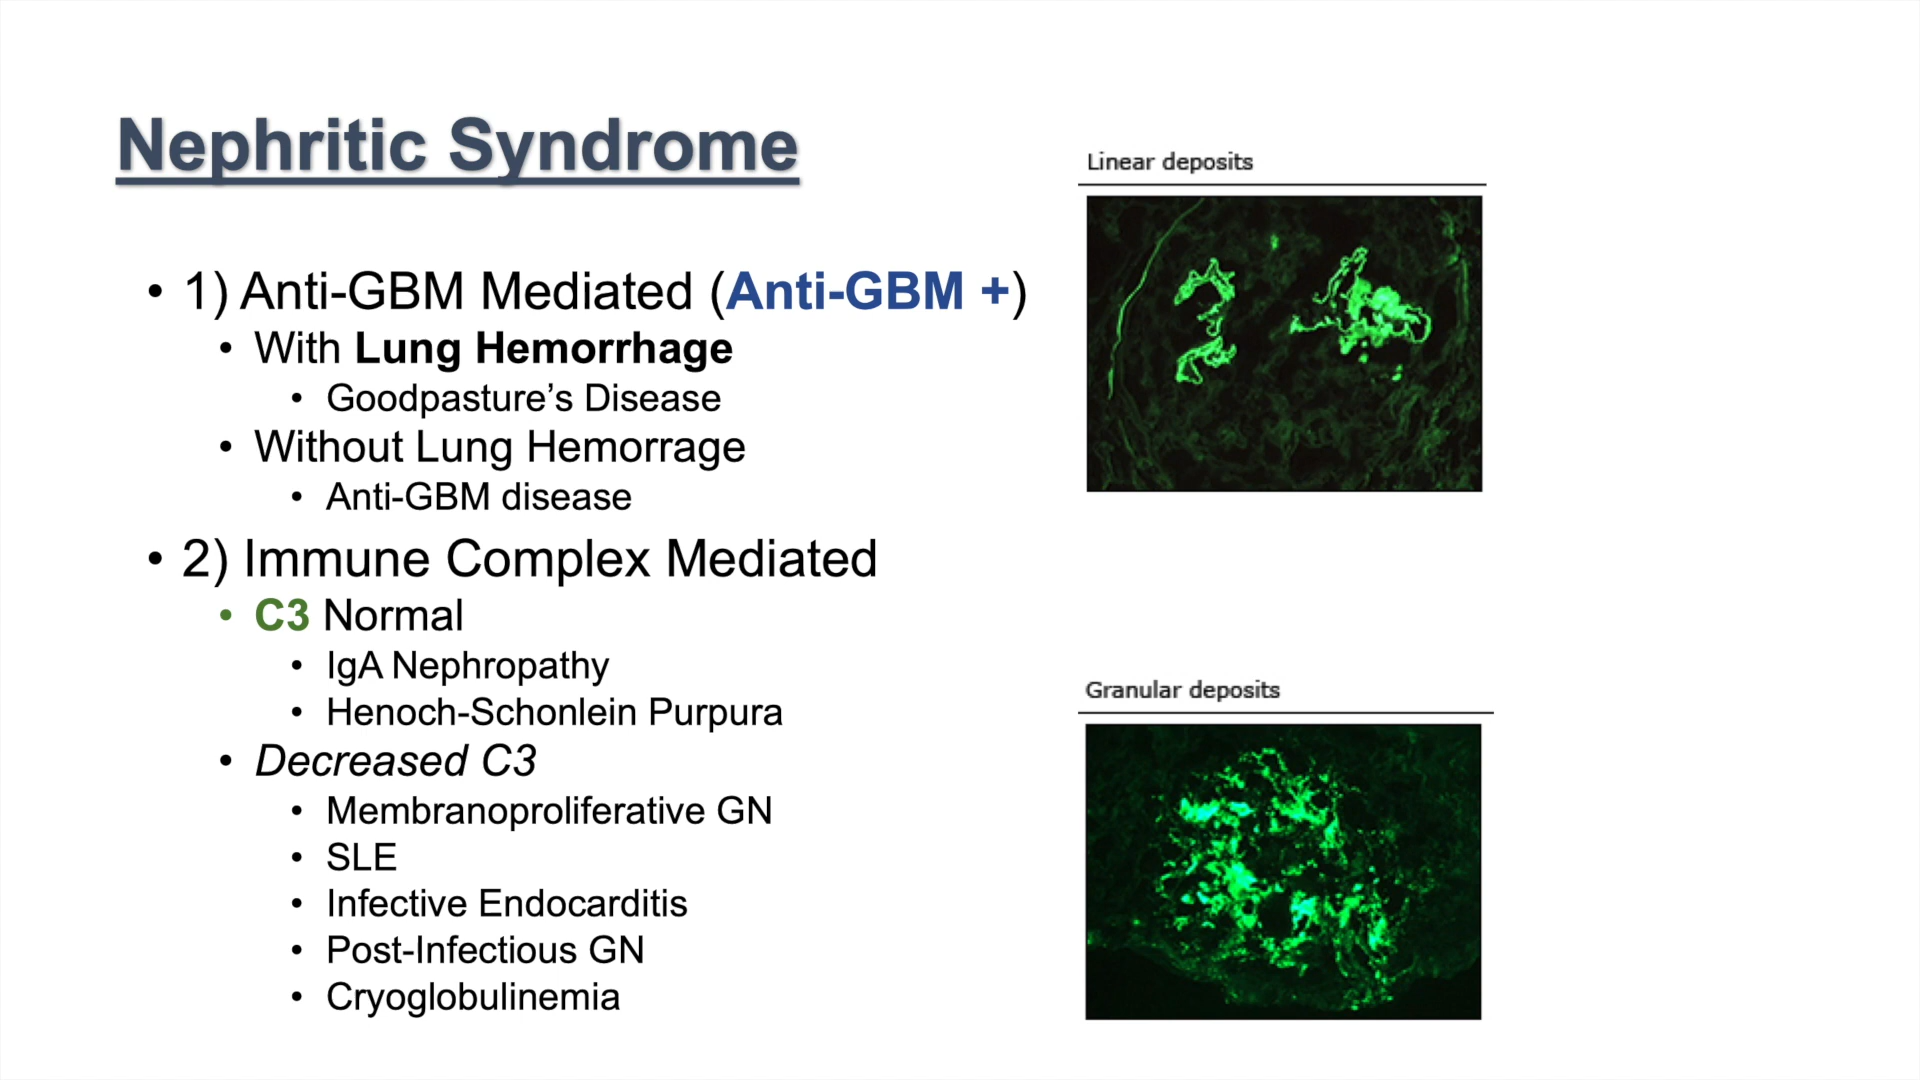 Nephritic Syndrome
• 1) Anti-GBM Mediated (Anti-GBM +)
• With Lung Hemorrhage
• Goodpasture’s Disease
• Without Lung Hemorrage
• Anti-GBM disease
• 2) Immune Complex Mediated
• C3 Normal
• IgA Nephropathy
• Henoch-Schonlein Purpura
• Decreased C3
• Membranoproliferative GN
• SLE
• Infective Endocarditis
• Post-Infectious GN
• Cryoglobulinemia
Linear deposits
Granular deposits